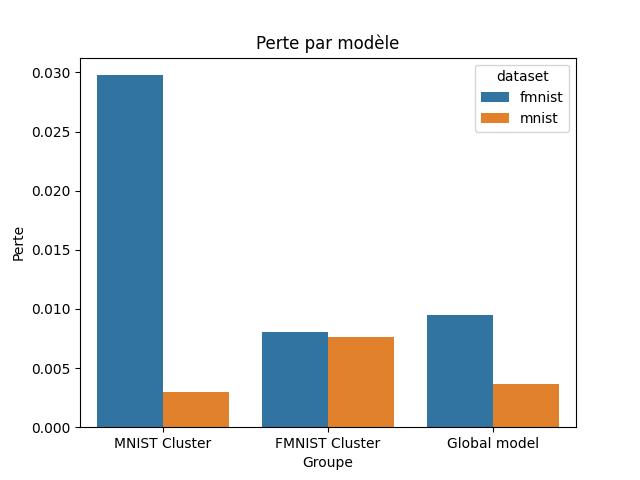 Perte par modèle
dataset
fmnist
mnist
0.030
0.025
0.020
0.015
0.010
0.005
0.000
Perte
MNIST Cluster
FMNIST Cluster
Global model
Groupe